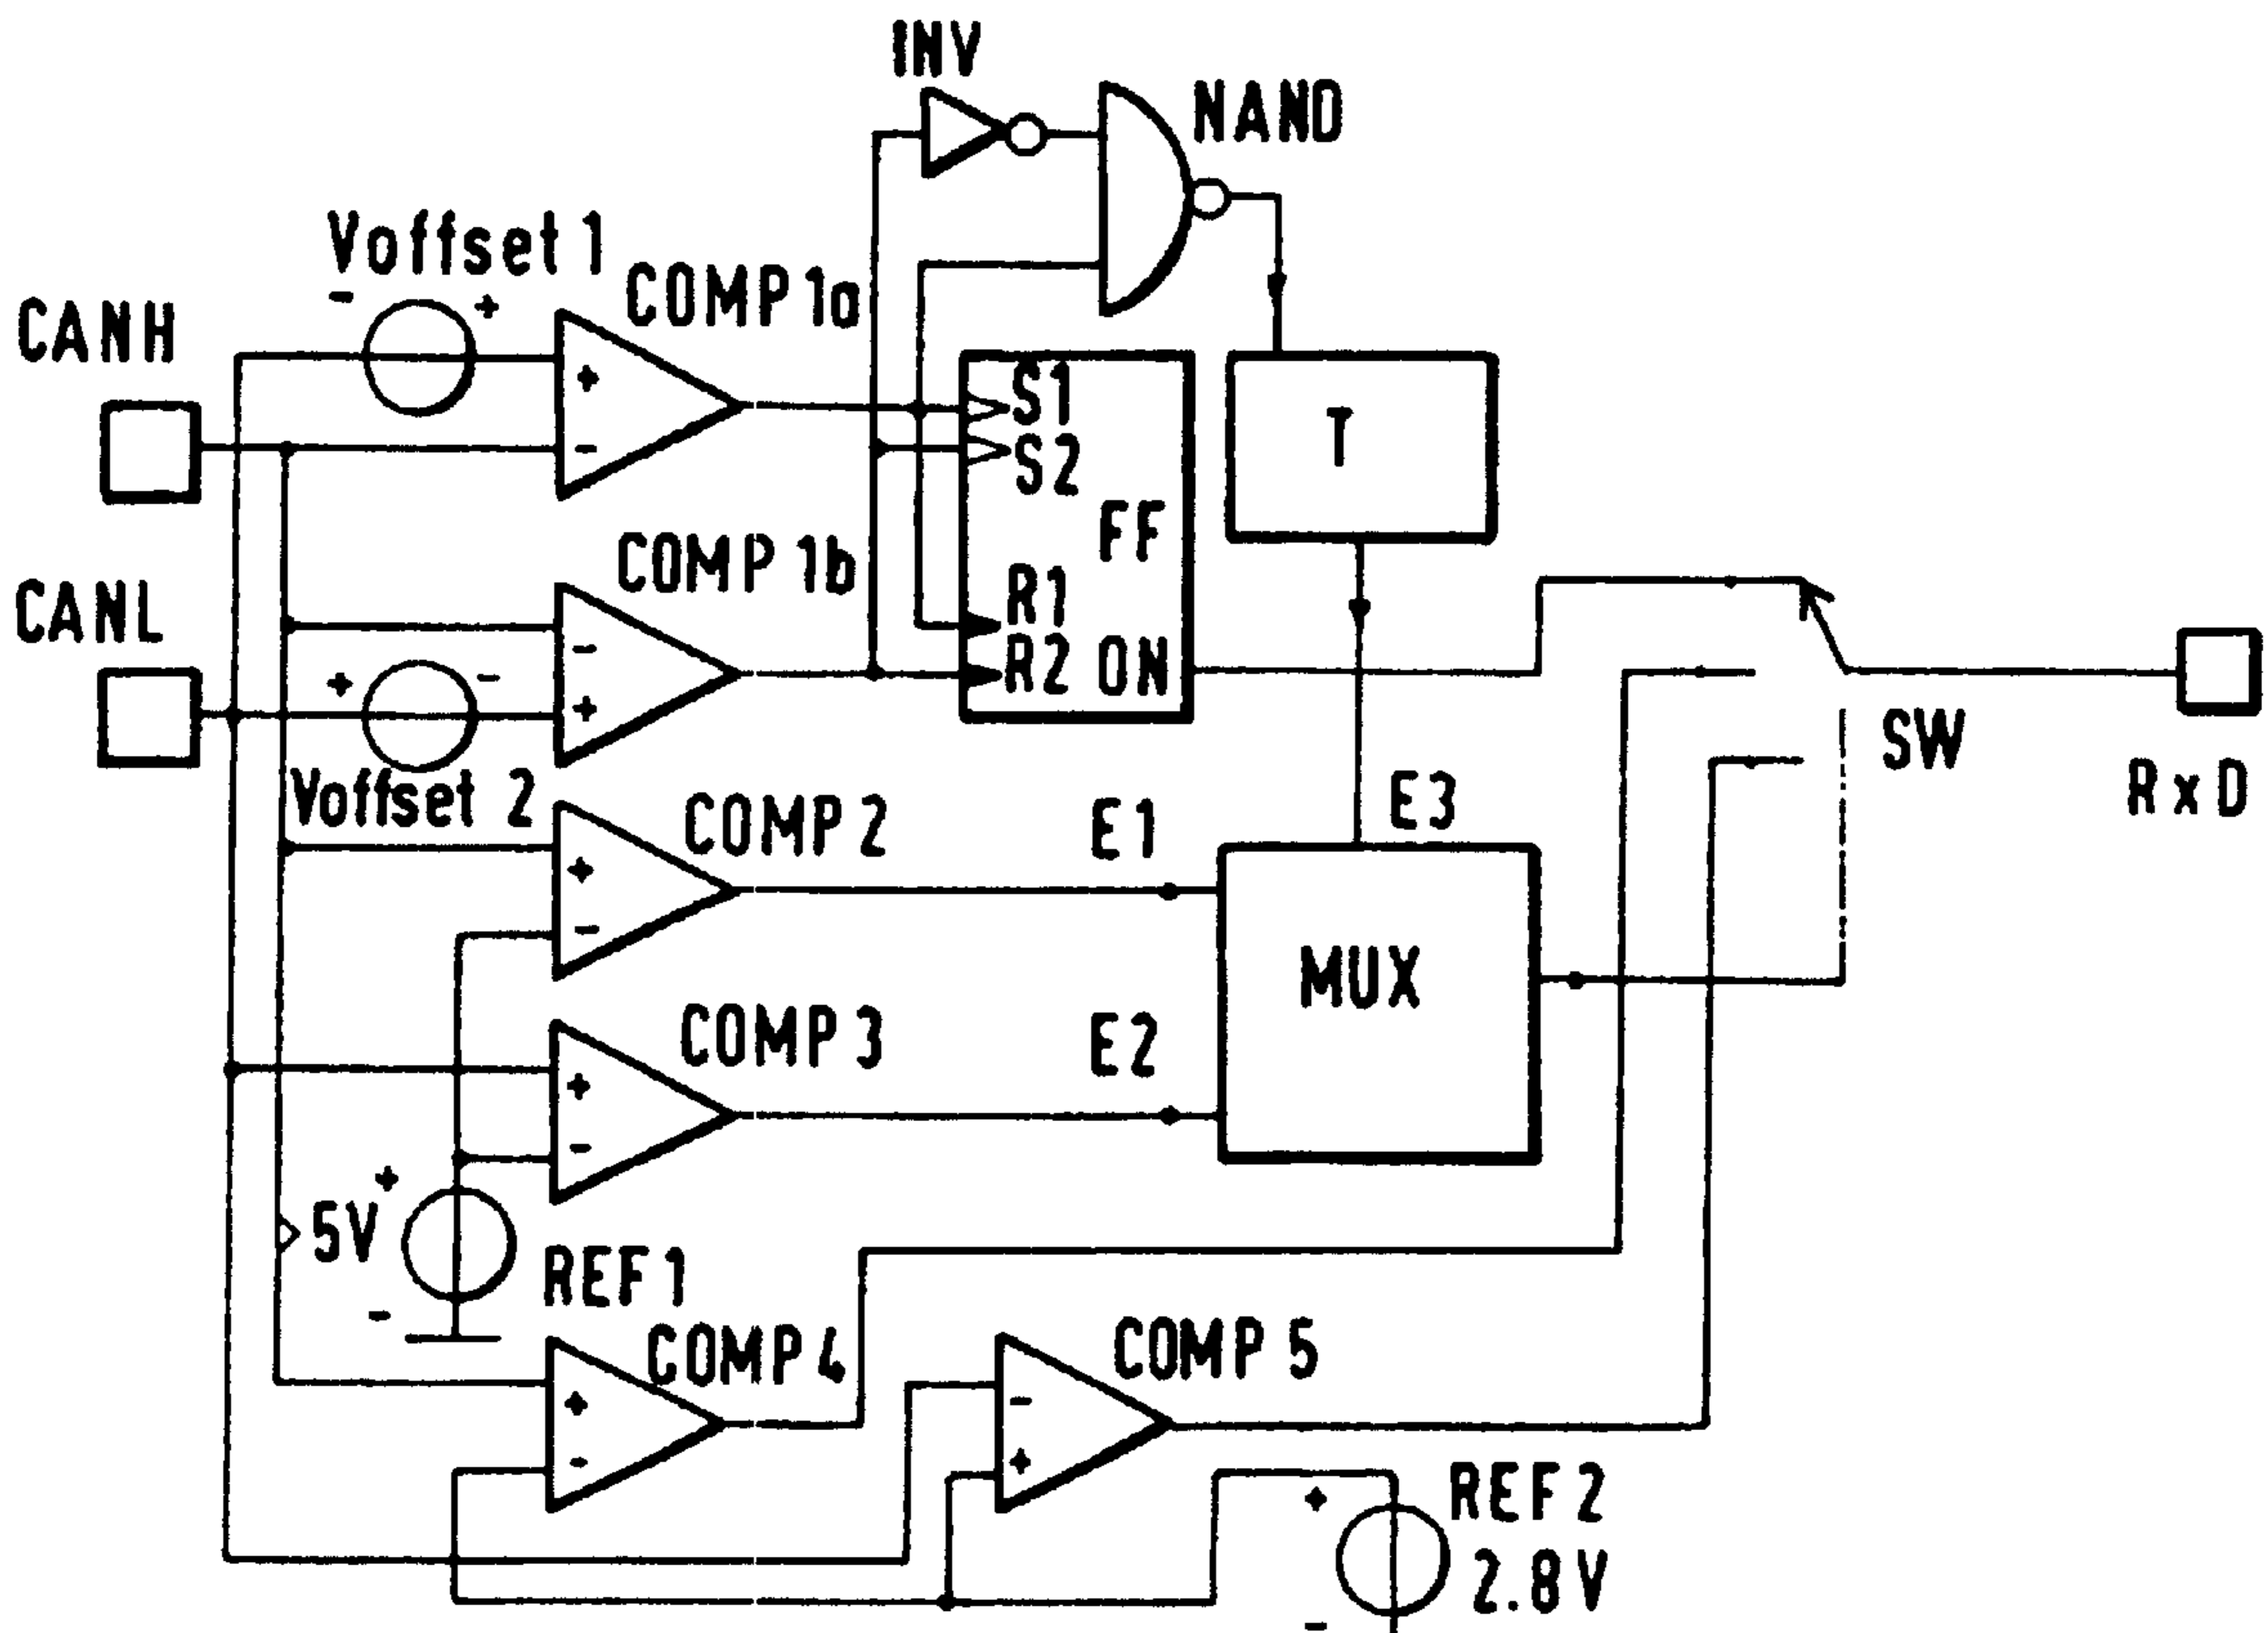 INV
NAND
Voffset 1
- +
COMP 1a
CANH
+
-
S1
S2
T
FF
COMP 1b
CANL
R1
R2 ON
-
+
+ -
SW
RxD
Voffset 2
COMP 2
E1
E3
+
-
MUX
COMP 3
E2
+
-
+
5V
-
REF 1
COMP 4
COMP 5
+
-
-
+
REF 2
2.8V
+
-